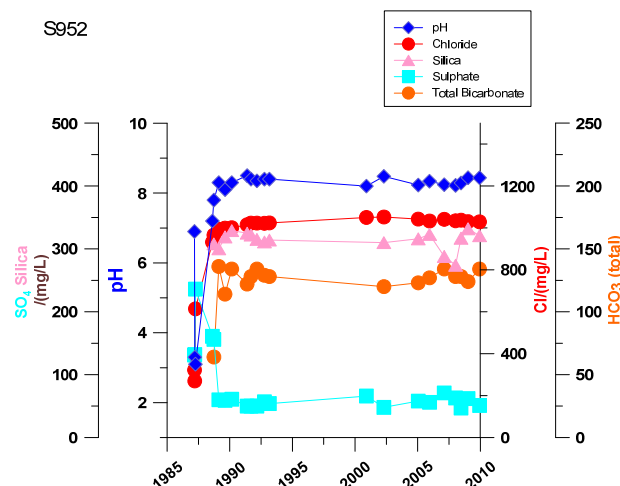 S952
pH
Chloride
Silica
Sulphate
Total Bicarbonate
500
400
300
200
100
0
SO4 Silica
/(mg/L)
10
8
6
4
2
pH
1200
800
400
0
Cl/(mg/L)
250
200
150
100
50
0
HCO3 (total)
1985
1990
1995
2000
2005
2010